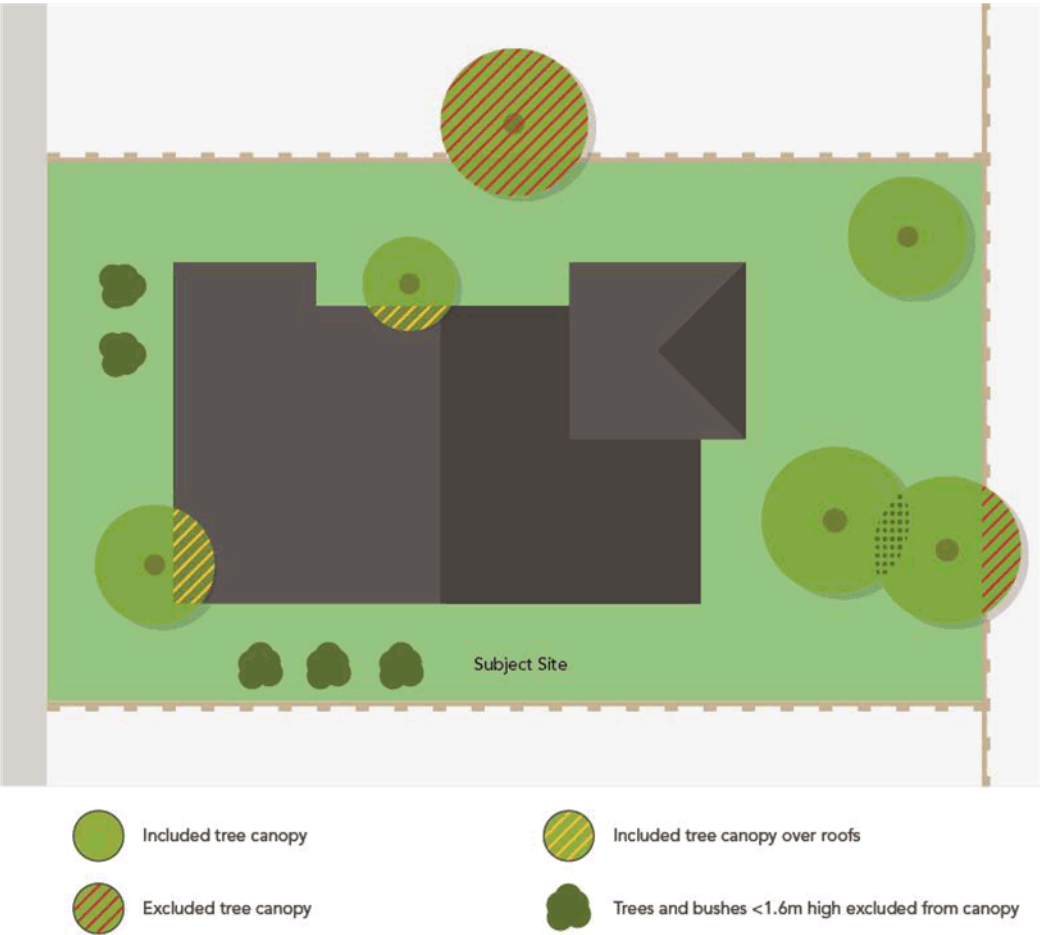 Subject Site
Included tree canopy
Included tree canopy over roofs
Excluded tree canopy
Trees and bushes <1.6m high excluded from canopy